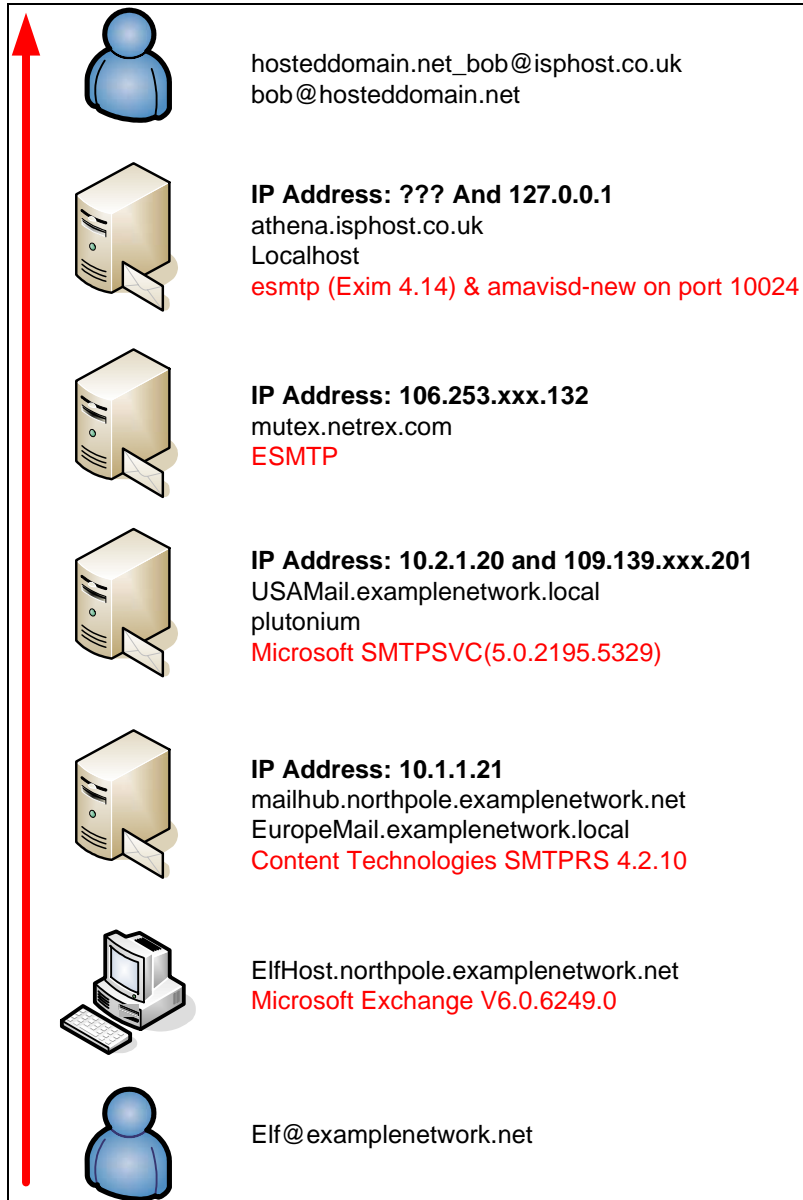 hosteddomain.net_bob@isphost.co.uk
bob@hosteddomain.net
IP Address: ??? And 127.0.0.1
athena.isphost.co.uk
Localhost
esmtp (Exim 4.14) & amavisd-new on port 10024
IP Address: 106.253.xxx.132
mutex.netrex.com
ESMTP
IP Address: 10.2.1.20 and 109.139.xxx.201
USAMail.examplenetwork.local
plutonium
Microsoft SMTPSVC(5.0.2195.5329)
IP Address: 10.1.1.21
mailhub.northpole.examplenetwork.net
EuropeMail.examplenetwork.local
Content Technologies SMTPRS 4.2.10
ElfHost.northpole.examplenetwork.net
Microsoft Exchange V6.0.6249.0
Elf@examplenetwork.net